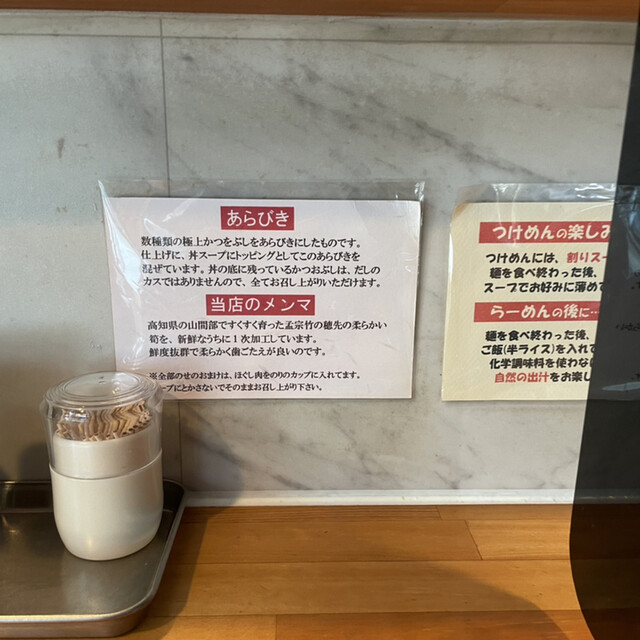 あらびき
数種類の極上かつをぶしをあらびきにしたものです。
仕上げに、丼スープにトッピングとしてこのあらびきを
混ぜています。丼の底に残っているかつおぶしは、だしの
カスではありませんので、全てお召し上がりいただけます。
当店のメンマ
高知県の山間部ですくすく育った孟宗竹の穂先の柔らかい
筍を、新鮮なうちに１次加工しています。
鮮度抜群で柔らかく歯ごたえが良いのです。
※全部のせのおまけは、ほぐし肉をのりのカップに入れてます。
ープにとかさないでそのままお召し上がり下さい。
つけめんの楽しみ
つけめんには、割りスー
麺を食べ終わった後、
スープでお好みに薄めて
らーめんの後に…
麺を食べ終わった後、
ご飯(半ライス)を入れて
化学調味料を使わな
自然の出汁をお楽し